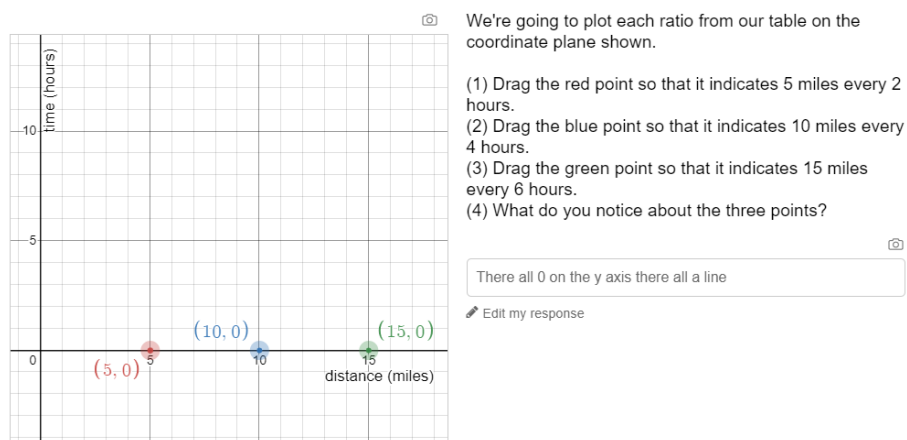 time (hours)
10
5
(10, 0)
(15, 0)
0
(5, 0)
5
10
15
distance (miles)
We're going to plot each ratio from our table on the
coordinate plane shown.
(1) Drag the red point so that it indicates 5 miles every 2
hours.
(2) Drag the blue point so that it indicates 10 miles every
4 hours.
(3) Drag the green point so that it indicates 15 miles
every 6 hours.
(4) What do you notice about the three points?
There all 0 on the y axis there all a line
Edit my response